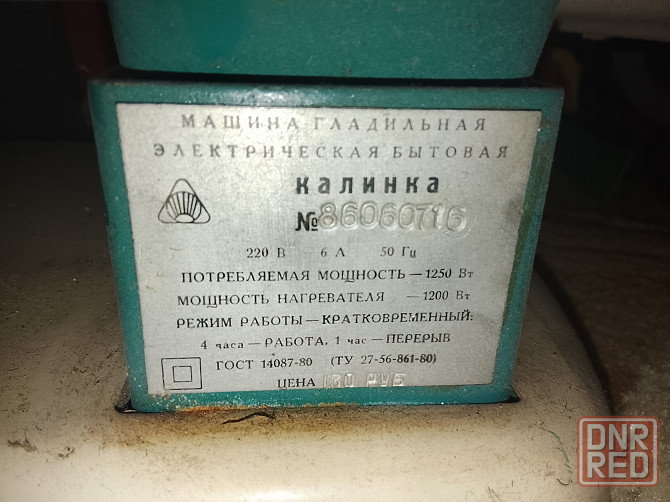 МАШИНА ГЛАДИЛЬНАЯ
ЭЛЕКТРИЧЕСКАЯ БЫТОВАЯ
КАЛИНКА
№86060716
220 В 6 А 50 Гц
ПОТРЕБЛЯЕМАЯ МОЩНОСТЬ — 1250 Вт
МОЩНОСТЬ НАГРЕВАТЕЛЯ — 1200 Вт
РЕЖИМ РАБОТЫ — КРАТКОВРЕМЕННЫЙ:
4 часа — РАБОТА, 1 час — ПЕРЕРЫВ
ГОСТ 14087-80 (ТУ 27-56-861-80)
ЦЕНА 130 РУБ
DNR
RED